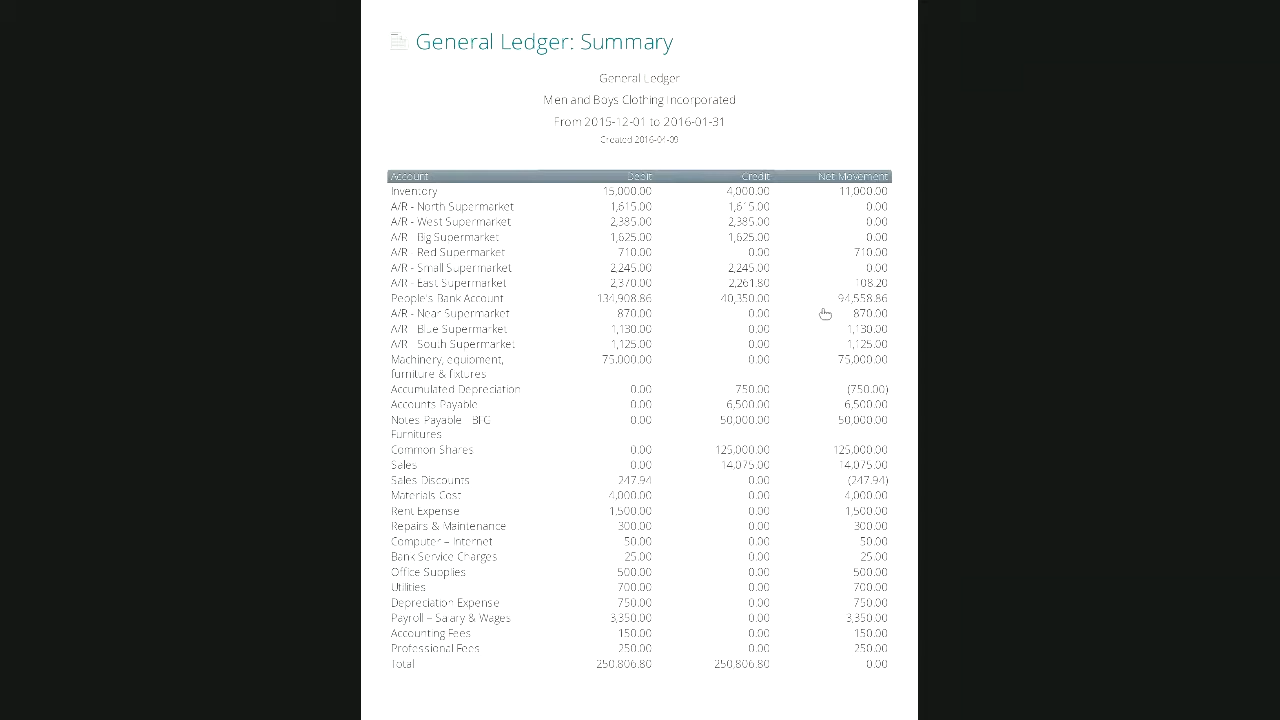 General Ledger: Summary
General Ledger
Men and Boys Clothing Incorporated
From 2015-12-01 to 2016-01-31
Created 2016-04-09
Account Debit Credit Net Movement
Inventory 15,000.00 4,000.00 11,000.00
A/R - North Supermarket 1,615.00 1,615.00 0.00
A/R - West Supermarket 2,385.00 2,385.00 0.00
A/R - Big Supermarket 1,625.00 1,625.00 0.00
A/R - Red Supermarket 710.00 0.00 710.00
A/R - Small Supermarket 2,245.00 2,245.00 0.00
A/R - East Supermarket 2,370.00 2,261.80 108.20
People's Bank Account 134,908.86 40,350.00 94,558.86
A/R - Near Supermarket 870.00 0.00 870.00
A/R - Blue Supermarket 1,130.00 0.00 1,130.00
A/R - South Supermarket 1,125.00 0.00 1,125.00
Machinery, equipment, 75,000.00 0.00 75,000.00
furniture & fixtures
Accumulated Depreciation 0.00 750.00 (750.00)
Accounts Payable 0.00 6,500.00 6,500.00
Notes Payable - 0.00 50,000.00 50,000.00
Furnitures
Common Shares 0.00 125,000.00 125,000.00
Sales 0.00 14,075.00 14,075.00
Sales Discounts 247.94 0.00 (247.94)
Materials Cost 4,000.00 0.00 4,000.00
Rent Expense 1,500.00 0.00 1,500.00
Repairs & Maintenance 300.00 0.00 300.00
Computer – Internet 50.00 0.00 50.00
Bank Service Charges 25.00 0.00 25.00
Office Supplies 500.00 0.00 500.00
Utilities 700.00 0.00 700.00
Depreciation Expense 750.00 0.00 750.00
Payroll – Salary & Wages 3,350.00 0.00 3,350.00
Accounting Fees 150.00 0.00 150.00
Professional Fees 250.00 0.00 250.00
Total 250,806.80 250,806.80 0.00